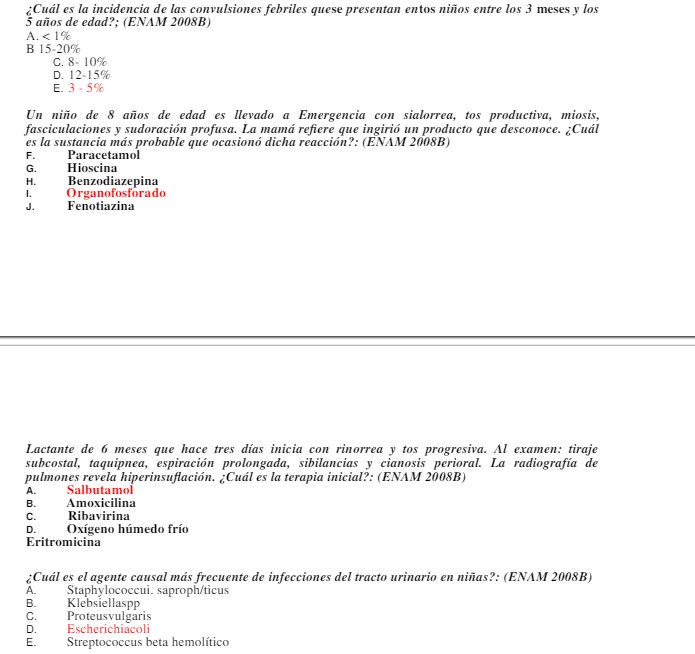 ¿Cuál es la incidencia de las convulsiones febriles quese presentan entos niños entre los 3 meses y los
5 años de edad?; (ENAM 2008B)
A. < 1%
B 15-20%
C. 8- 10%
D. 12-15%
E. 3 - 5%
Un niño de 8 años de edad es llevado a Emergencia con sialorrea, tos productiva, miosis,
fasciculaciones y sudoración profusa. La mamá refiere que ingirió un producto que desconoce. ¿Cuál
es la sustancia más probable que ocasionó dicha reacción?: (ENAM 2008B)
F. Paracetamol
G. Hioscina
H. Benzodiazepina
I. Organofosforado
J. Fenotiazina
Lactante de 6 meses que hace tres días inicia con rinorrea y tos progresiva. Al examen: tiraje
subcostal, taquipnea, espiración prolongada, sibilancias y cianosis perioral. La radiografía de
pulmones revela hiperinsuflación. ¿Cuál es la terapia inicial?: (ENAM 2008B)
A. Salbutamol
B. Amoxicilina
C. Ribavirina
D. Oxígeno húmedo frío
Eritromicina
¿Cuál es el agente causal más frecuente de infecciones del tracto urinario en niñas?: (ENAM 2008B)
A. Staphylococcui. saproph/ticus
B. Klebsiellaspp
C. Proteusvulgaris
D. Escherichiacoli
E. Streptococcus beta hemolítico